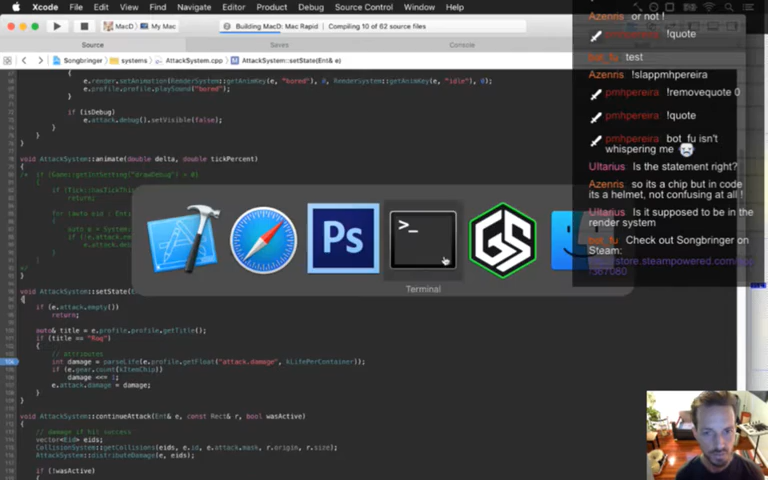 Xcode File Edit View Find Navigate Editor Product Debug Source Control Window Help
MacD My Mac
Building MacD: Mac Rapid Compiling 10 of 62 source files
Source Saves Console
Songbringer systems AttackSystem.cpp AttackSystem::setState(Ent& e)
e.render.setAnimation(RenderSystem::getAnimKey(e, "bored"), 0, RenderSystem::getAnimKey(e, "idle"), 0);
e.profile.profile.playSound("bored");
}
if (isDebug)
e.attack.debug().setVisible(false);
}
void AttackSystem::animate(double delta, double tickPercent)
{
void AttackSystem::setState(
{
if (e.attack.empty())
return;
auto& title = e.profile.profile.getTitle();
if (title == "Roq")
{
// attributes
int damage = parseLife(e.profile.getFloat("attack.damage", kLifePerContainer));
if (e.gear.count(kItemChip))
damage <<= 1;
e.attack.damage = damage;
}
}
void AttackSystem::continueAttack(Ent& e, const Rect& r, bool wasActive)
{
// damage if hit success
vector<Eid> eids;
CollisionSystem::getCollisions(eids, e.id, e.attack.mask, r.origin, r.size);
AttackSystem::distributeDamage(e, eids);
if (!wasActive)
Ps
>_
GS
Terminal
Azenris or not !
pmhpereira !quote
bot_fu test
Azenris !slappmhpereira
pmhpereira !removequote 0
pmhpereira !quote
pmhpereira bot_fu isn't
whispering me
Ultarius Is the statement right?
Azenris so its a chip but in code
its a helmet, not confusing at all !
Ultarius Is it supposed to be in the
render system
bot_fu Check out Songbringer on
Steam:
store.steampowered.com/app
/367080